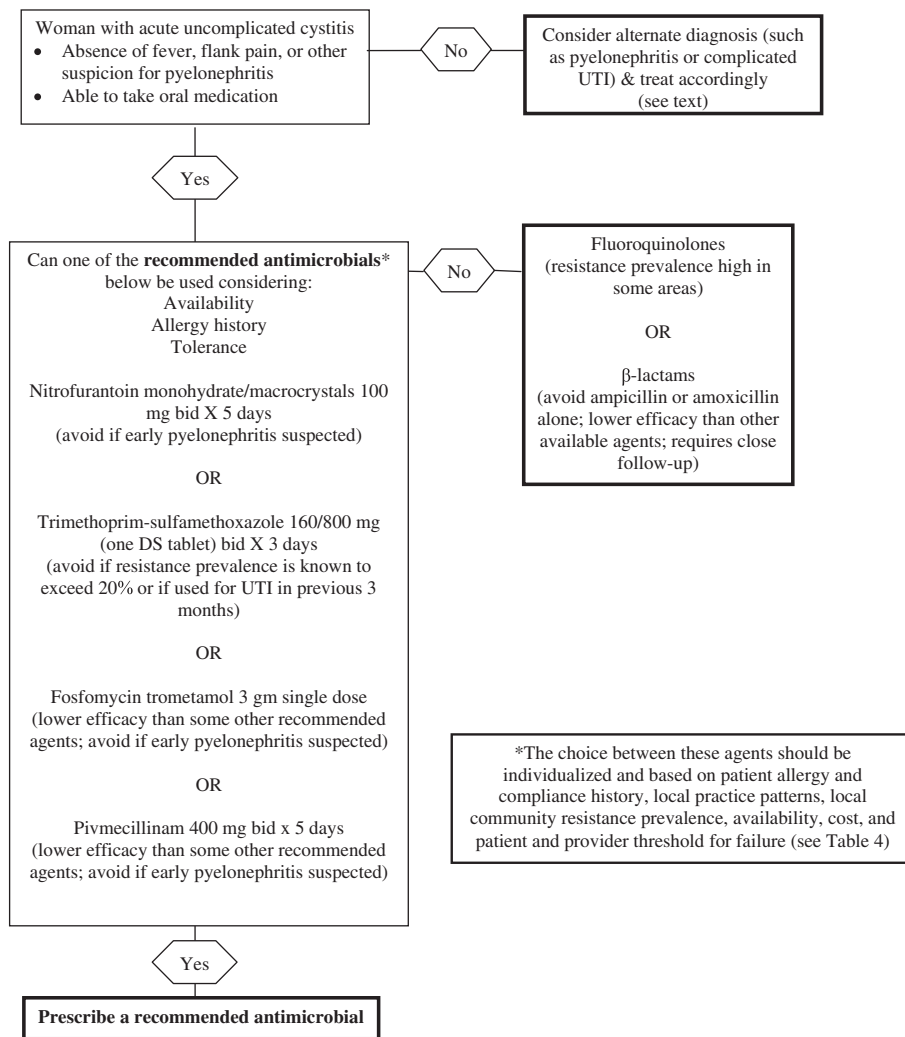 Woman with acute uncomplicated cystitis
• Absence of fever, flank pain, or other
suspicion for pyelonephritis
• Able to take oral medication
No
Consider alternate diagnosis (such
as pyelonephritis or complicated
UTI) & treat accordingly
(see text)
Yes
Can one of the recommended antimicrobials*
below be used considering:
Availability
Allergy history
Tolerance
Nitrofurantoin monohydrate/macrocrystals 100
mg bid X 5 days
(avoid if early pyelonephritis suspected)
OR
Trimethoprim-sulfamethoxazole 160/800 mg
(one DS tablet) bid X 3 days
(avoid if resistance prevalence is known to
exceed 20% or if used for UTI in previous 3
months)
OR
Fosfomycin trometamol 3 gm single dose
(lower efficacy than some other recommended
agents; avoid if early pyelonephritis suspected)
OR
Pivmecillinam 400 mg bid x 5 days
(lower efficacy than some other recommended
agents; avoid if early pyelonephritis suspected)
No
Fluoroquinolones
(resistance prevalence high in
some areas)
OR
β-lactams
(avoid ampicillin or amoxicillin
alone; lower efficacy than other
available agents; requires close
follow-up)
*The choice between these agents should be
individualized and based on patient allergy and
compliance history, local practice patterns, local
community resistance prevalence, availability, cost, and
patient and provider threshold for failure (see Table 4)
Yes
Prescribe a recommended antimicrobial